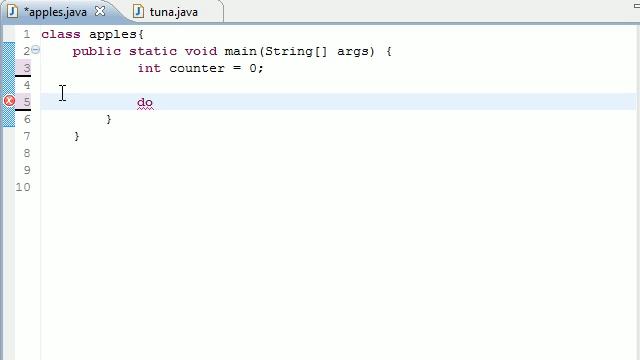 *apples.java tuna.java
1 class apples{
2 public static void main(String[] args) {
3 int counter = 0;
4
5 do
6 }
7 }
8
9
10